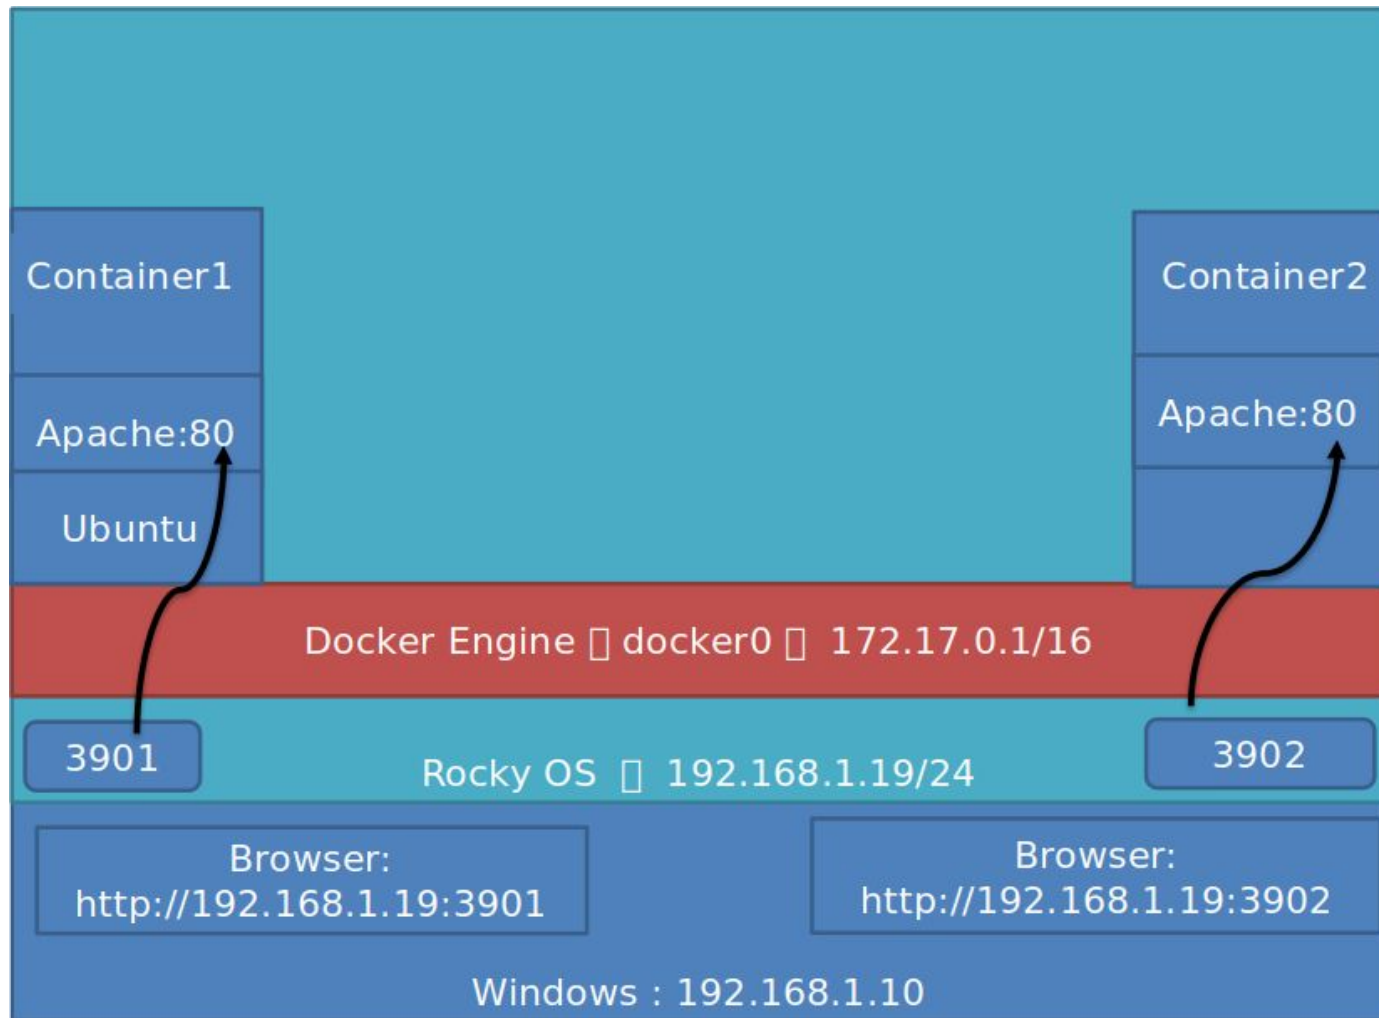 Container1
Container2
Apache:80
Apache:80
Ubuntu
Docker Engine  docker0  172.17.0.1/16
3901
3902
Rocky OS  192.168.1.19/24
Browser:
http://192.168.1.19:3901
Browser:
http://192.168.1.19:3902
Windows : 192.168.1.10